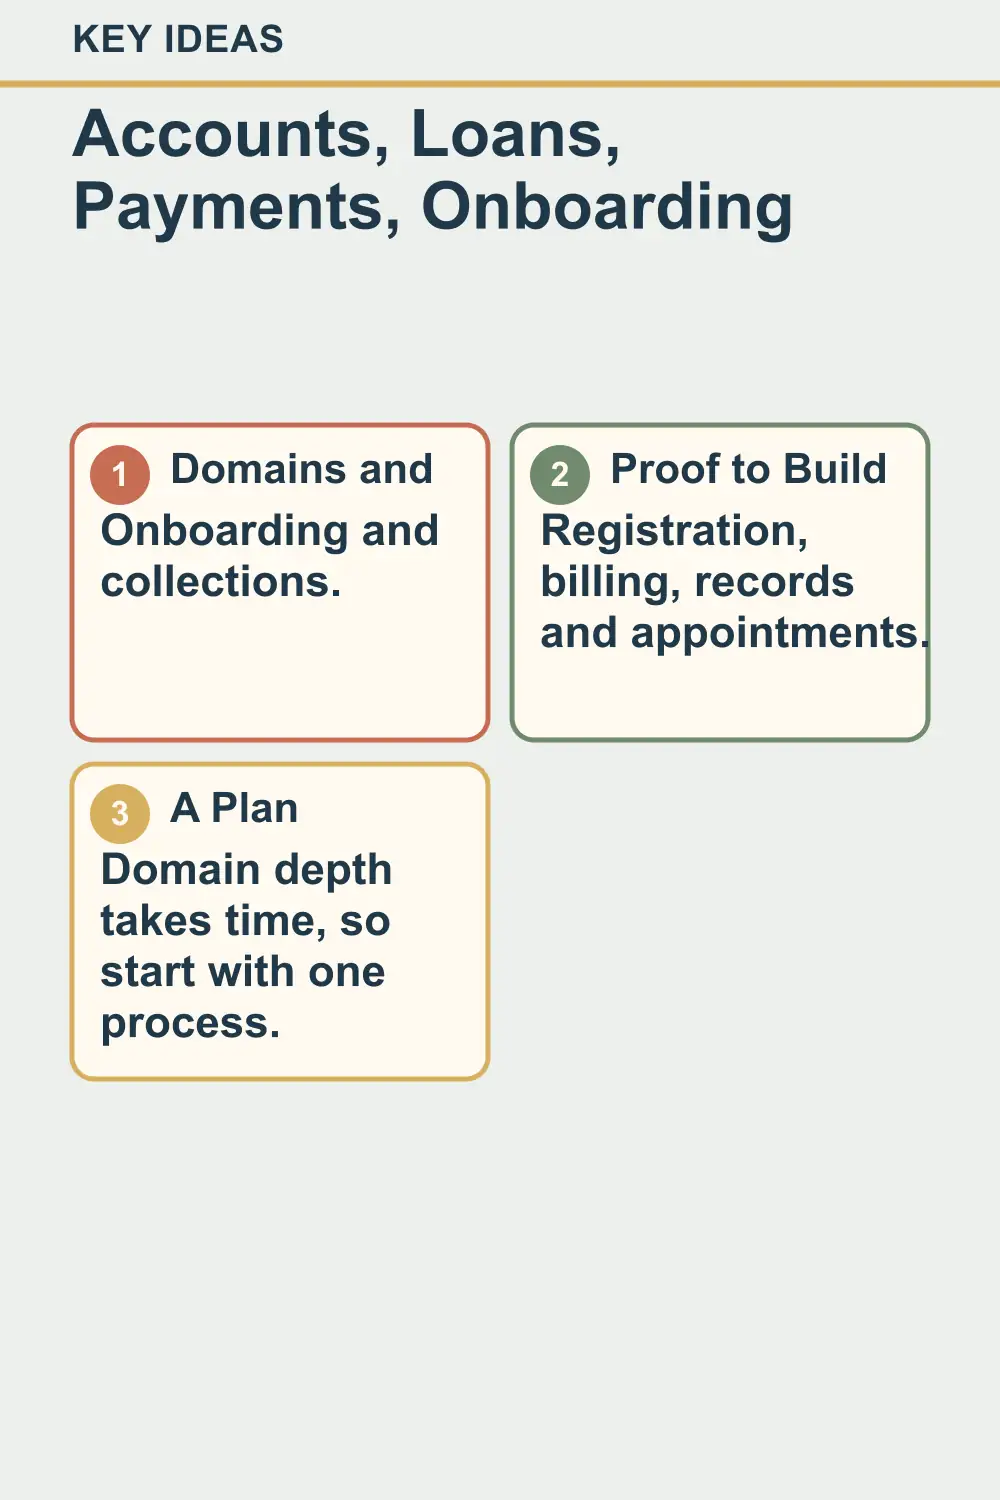 KEY IDEAS
Accounts, Loans,
Payments, Onboarding
1 Domains and
Onboarding and
collections.
2 Proof to Build
Registration,
billing, records
and appointments.
3 A Plan
Domain depth
takes time, so
start with one
process.